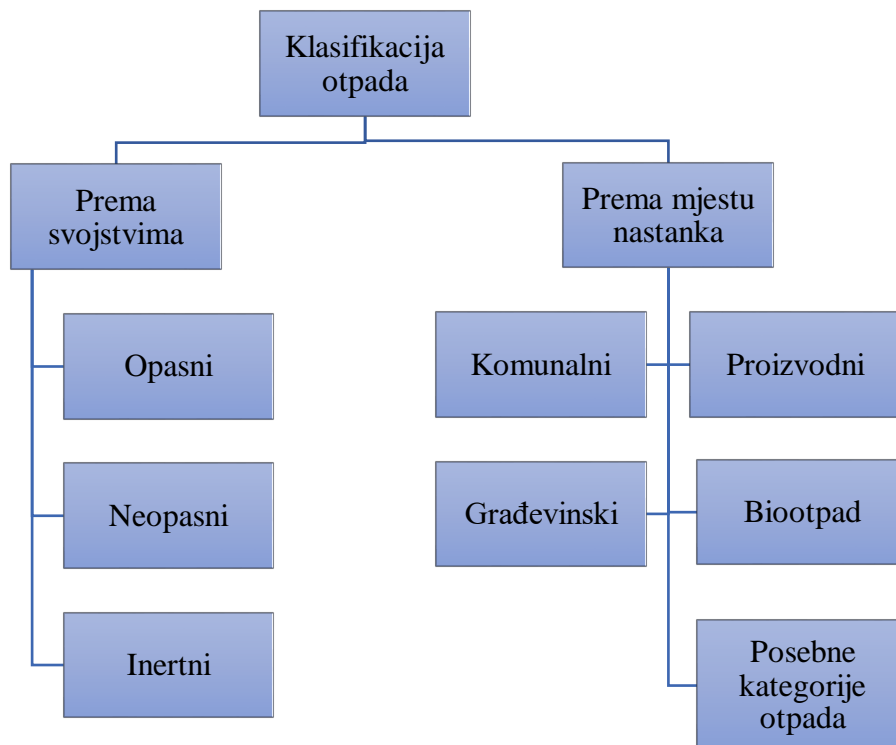 Klasifikacija
otpada
Prema
svojstvima
Prema mjestu
nastanka
Opasni
Neopasni
Inertni
Komunalni
Proizvodni
Građevinski
Biootpad
Posebne
kategorije
otpada